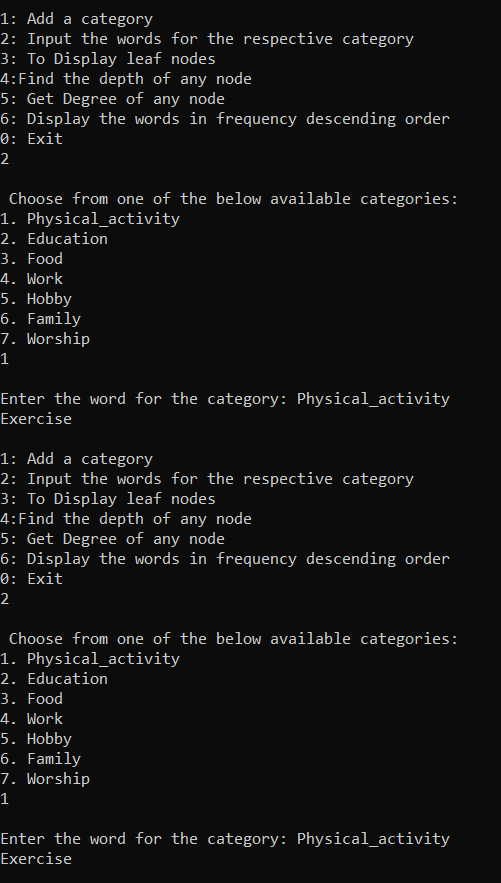 1: Add a category
2: Input the words for the respective category
3: To Display leaf nodes
4:Find the depth of any node
5: Get Degree of any node
6: Display the words in frequency descending order
0: Exit
2
Choose from one of the below available categories:
1. Physical_activity
2. Education
3. Food
4. Work
5. Hobby
6. Family
7. Worship
1
Enter the word for the category: Physical_activity
Exercise
1: Add a category
2: Input the words for the respective category
3: To Display leaf nodes
4:Find the depth of any node
5: Get Degree of any node
6: Display the words in frequency descending order
0: Exit
2
Choose from one of the below available categories:
1. Physical_activity
2. Education
3. Food
4. Work
5. Hobby
6. Family
7. Worship
1
Enter the word for the category: Physical_activity
Exercise